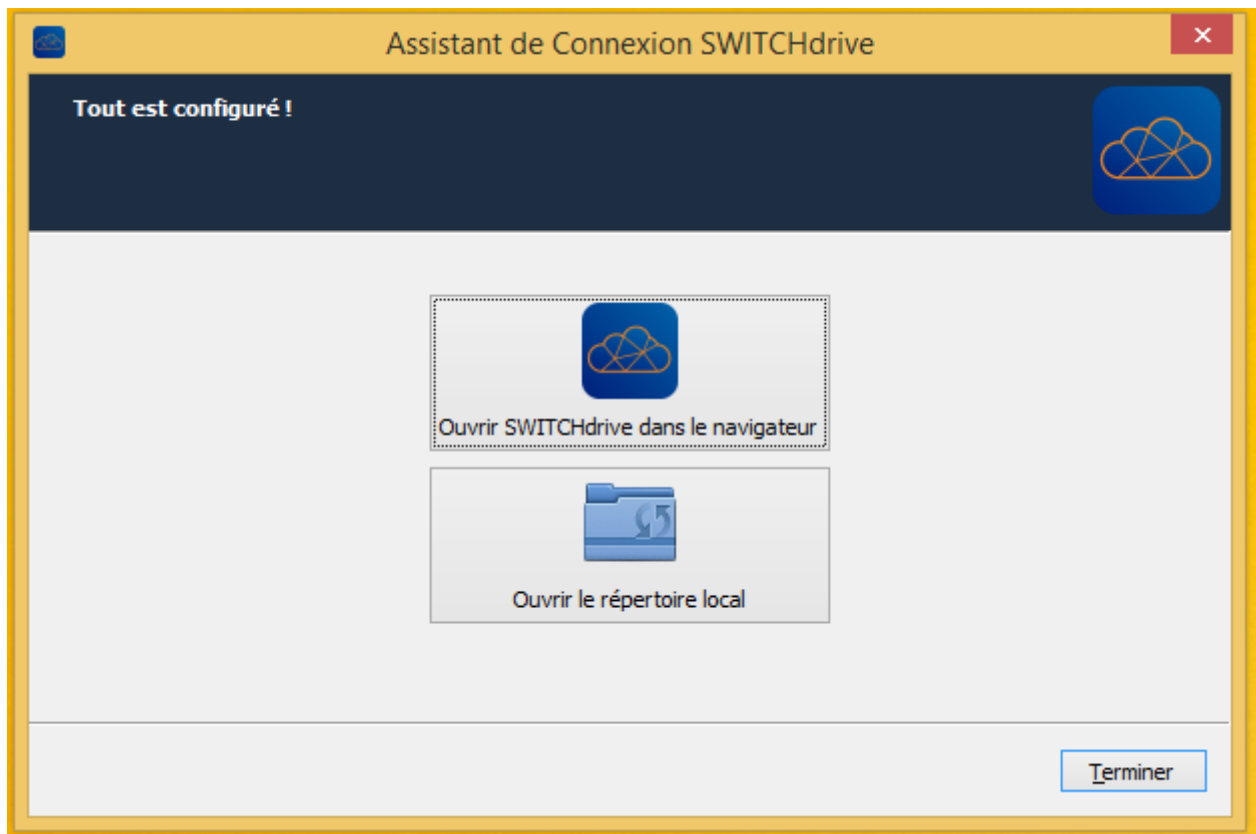 Assistant de Connexion SWITCHdrive
Tout est configuré !
Ouvrir SWITCHdrive dans le navigateur
Ouvrir le répertoire local
Terminer